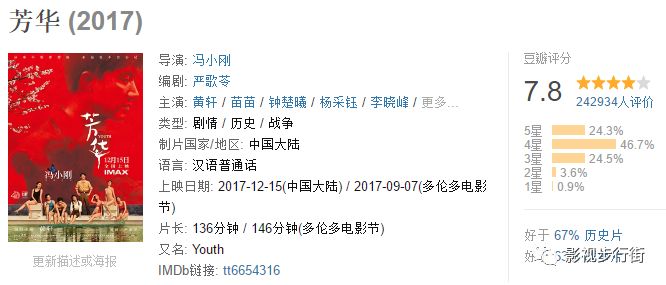 芳华 (2017)
芳华
YOUTH
12月15日
全国上映
IMAX
冯小刚
更新描述或海报
导演: 冯小刚
编剧: 严歌苓
主演: 黄轩 / 苗苗 / 钟楚曦 / 杨采钰 / 李晓峰 / 更多...
类型: 剧情 / 历史 / 战争
制片国家/地区: 中国大陆
语言: 汉语普通话
上映日期: 2017-12-15(中国大陆) / 2017-09-07(多伦多电影
节)
片长: 136分钟 / 146分钟(多伦多电影节)
又名: Youth
IMDb链接: tt6654316
豆瓣评分
7.8
242934人评价
5星 24.3%
4星 46.7%
3星 24.5%
2星 3.6%
1星 0.9%
好于 67% 历史片
影视步行街